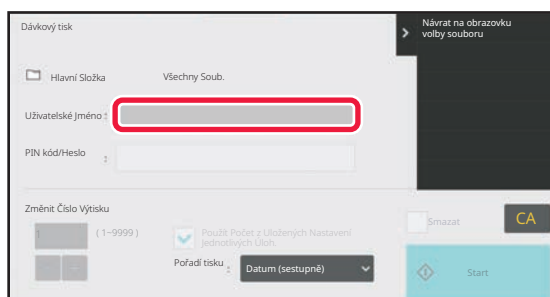 Dávkový tisk
Návrat na obrazovku
volby souboru
Hlavní Složka
Všechny Soub.
Uživatelské Jméno :
PIN kód/Heslo :
Změnit Číslo Výtisku
1
( 1~9999 )
Použít Počet z Uložených Nastavení
Jednotlivých Úloh.
Pořadí tisku :
Datum (sestupně)
Smazat
CA
Start